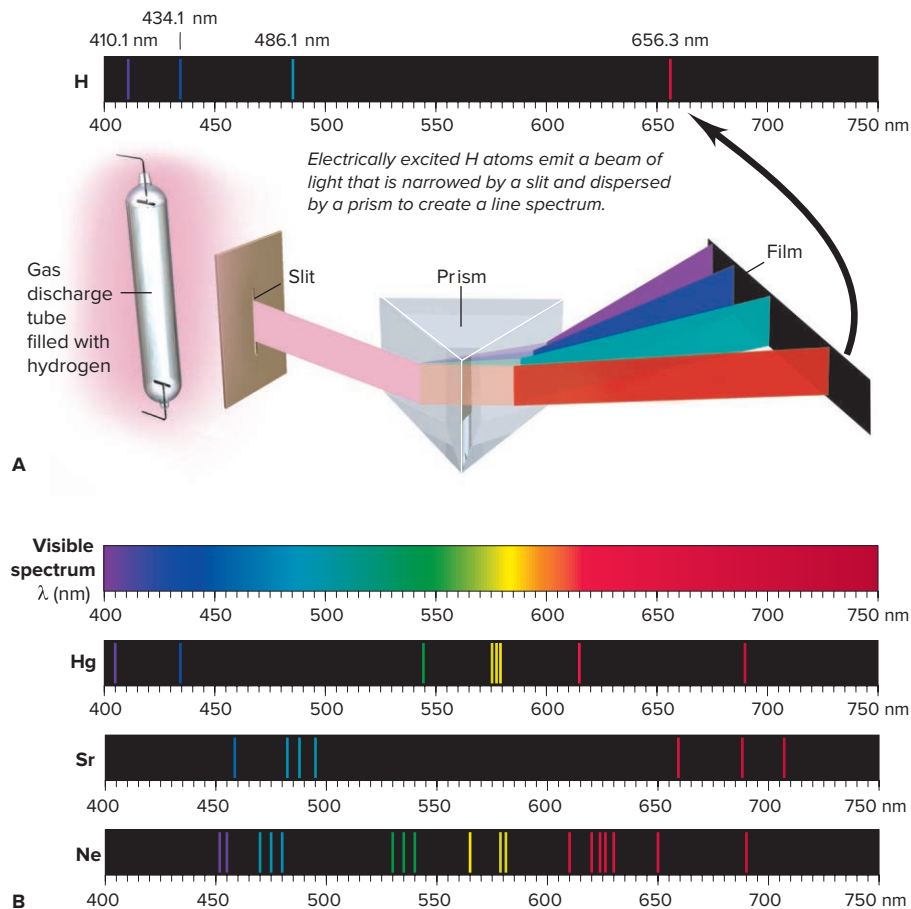 434.1 nm
410.1 nm
486.1 nm
656.3 nm
H
400 450 500 550 600 650 700 750 nm
Electrically excited H atoms emit a beam of
light that is narrowed by a slit and dispersed
by a prism to create a line spectrum.
Gas
discharge
tube
filled with
hydrogen
Slit
Prism
Film
A
Visible
spectrum
λ (nm)
400 450 500 550 600 650 700 750 nm
Hg
400 450 500 550 600 650 700 750 nm
Sr
400 450 500 550 600 650 700 750 nm
Ne
400 450 500 550 600 650 700 750 nm
B